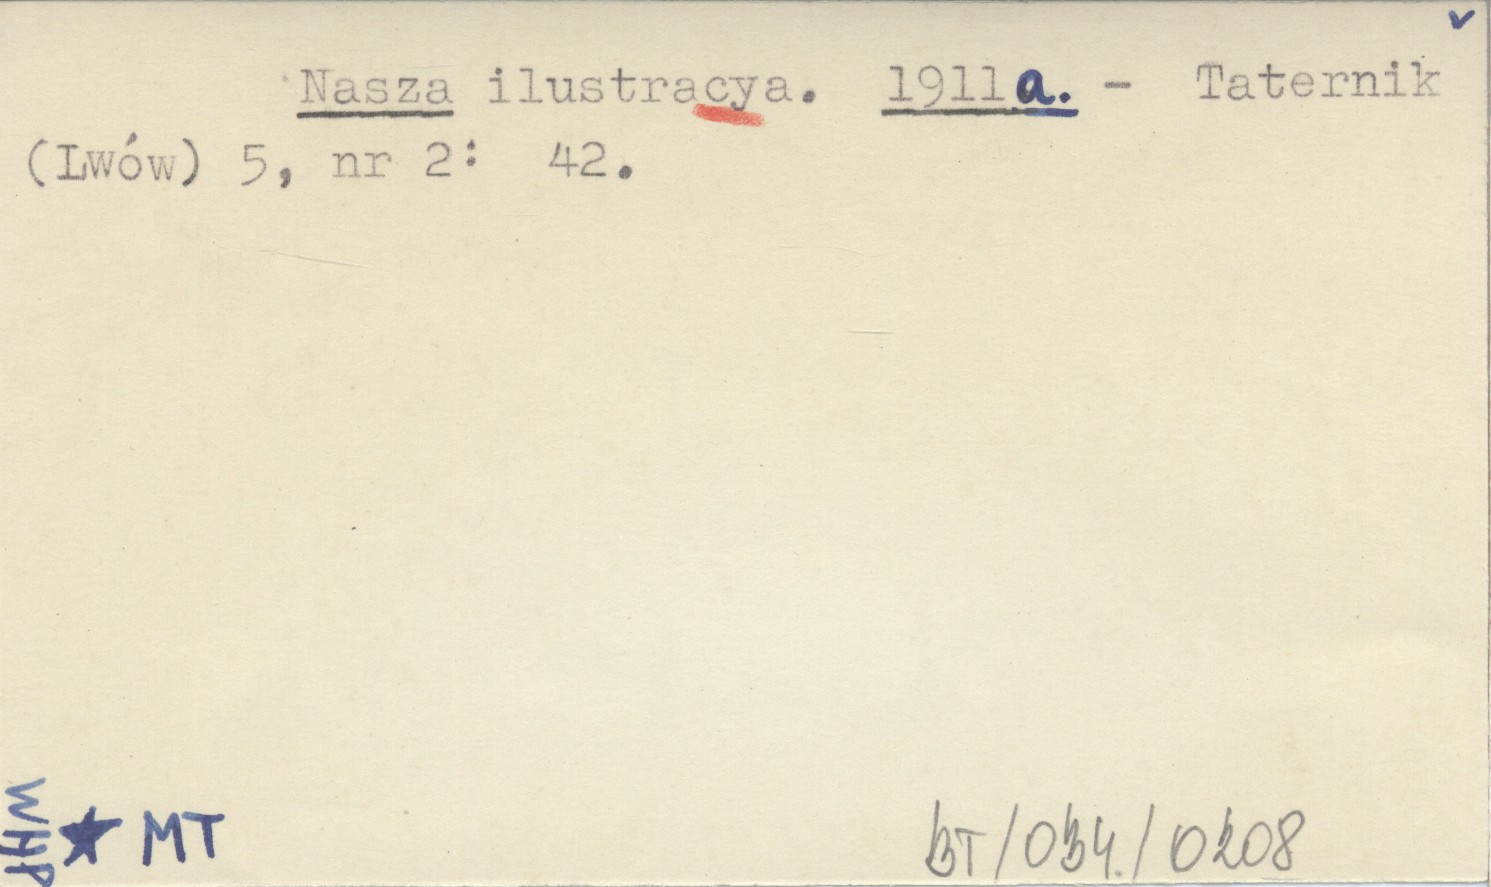 Nasza ilustracya. 1911a. - Taternik
(Lwów) 5, nr 2: 42.
WHP
★ MT
BT/034./0208